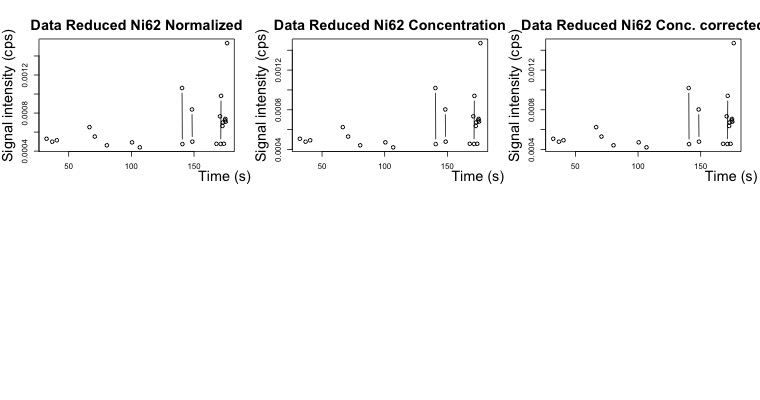 Data Reduced Ni62 Normalized
Signal intensity (cps)
0.0004 0.0008 0.0012
50 100 150
Time (s)
Data Reduced Ni62 Concentration
Signal intensity (cps)
0.0004 0.0008 0.0012
50 100 150
Time (s)
Data Reduced Ni62 Conc. corrected
Signal intensity (cps)
0.0004 0.0008 0.0012
50 100 150
Time (s)